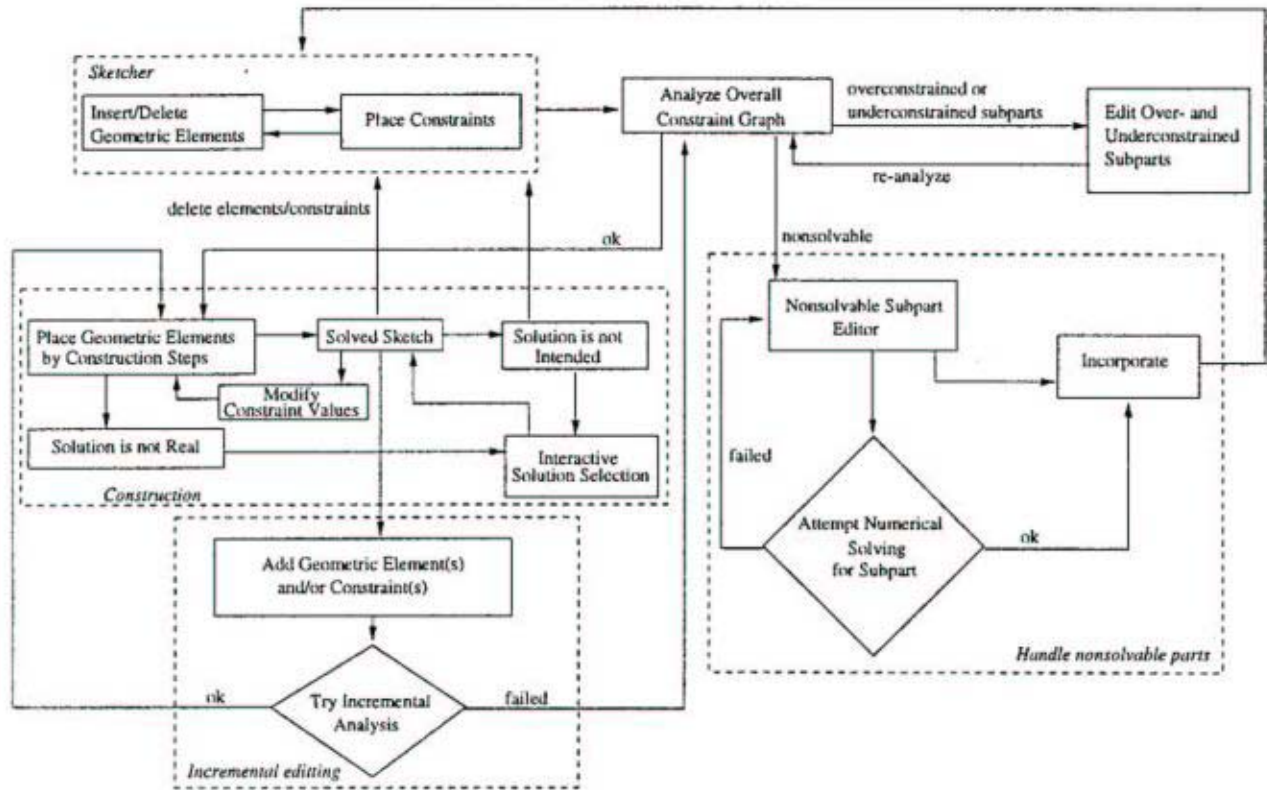 Sketcher
Insert/Delete
Geometric Elements
Place Constraints
Analyze Overall
Constraint Graph
overconstrained or
underconstrained subparts
Edit Over- and
Underconstrained
Subparts
re-analyze
delete elements/constraints
ok
nonsolvable
Place Geometric Elements
by Construction Steps
Solved Sketch
Solution is not
Intended
Modify
Constraint Values
Solution is not Real
Interactive
Solution Selection
Construction
Nonsolvable Subpart
Editor
Incorporate
failed
Attempt Numerical
Solving
for Subpart
ok
Handle nonsolvable parts
Add Geometric Element(s)
and/or Constraint(s)
ok
Try Incremental
Analysis
failed
Incremental editting